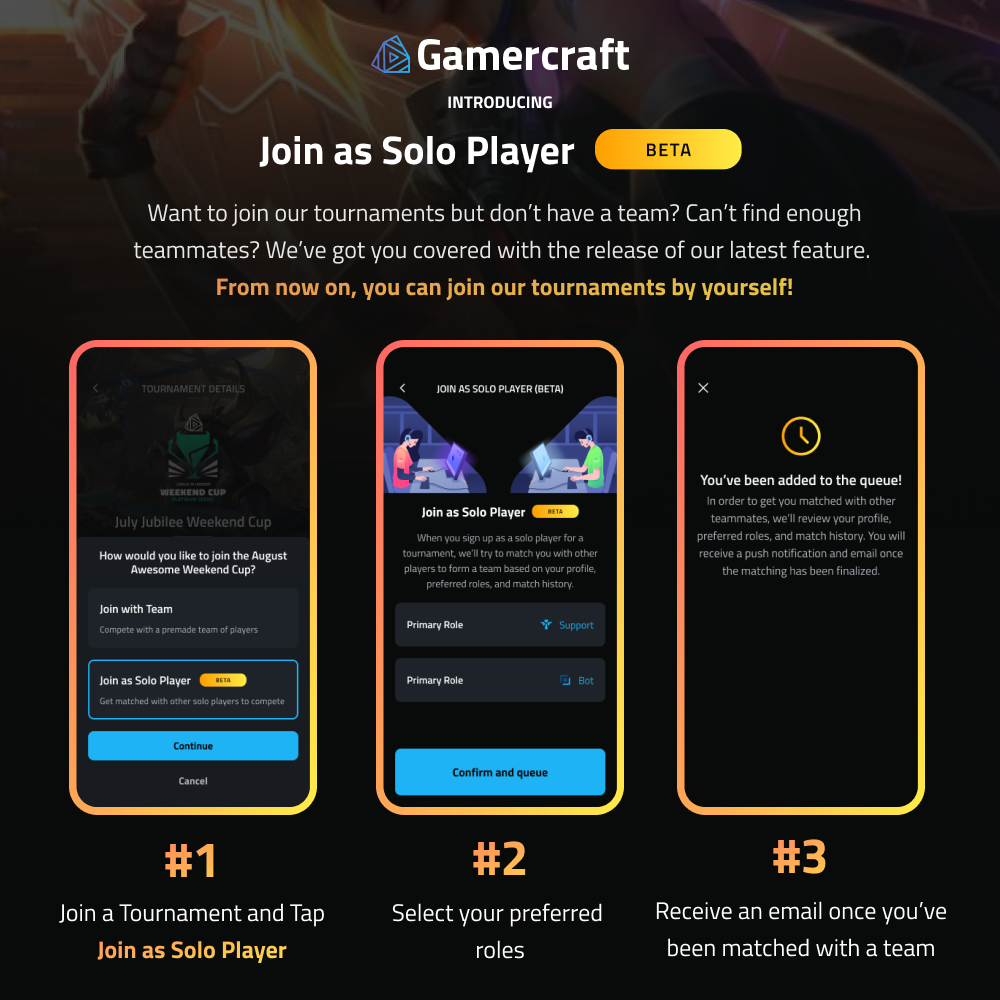 Gamercraft
INTRODUCING
Join as Solo Player BETA
Want to join our tournaments but don’t have a team? Can’t find enough
teammates? We’ve got you covered with the release of our latest feature.
From now on, you can join our tournaments by yourself!
TOURNAMENT DETAILS
WEEKEND CUP
July Jubilee Weekend Cup
How would you like to join the August
Awesome Weekend Cup?
Join with Team
Compete with a premade team of players
Join as Solo Player BETA
Get matched with other solo players to compete
Continue
Cancel
#1
Join a Tournament and Tap
Join as Solo Player
JOIN AS SOLO PLAYER (BETA)
Join as Solo Player BETA
When you sign up as a solo player for a
tournament, we’ll try to match you with other
players to form a team based on your profile,
preferred roles, and match history.
Primary Role Support
Primary Role Bot
Confirm and queue
#2
Select your preferred
roles
You’ve been added to the queue!
In order to get you matched with other
teammates, we’ll review your profile,
preferred roles, and match history. You will
receive a push notification and email once
the matching has been finalized.
#3
Receive an email once you’ve
been matched with a team